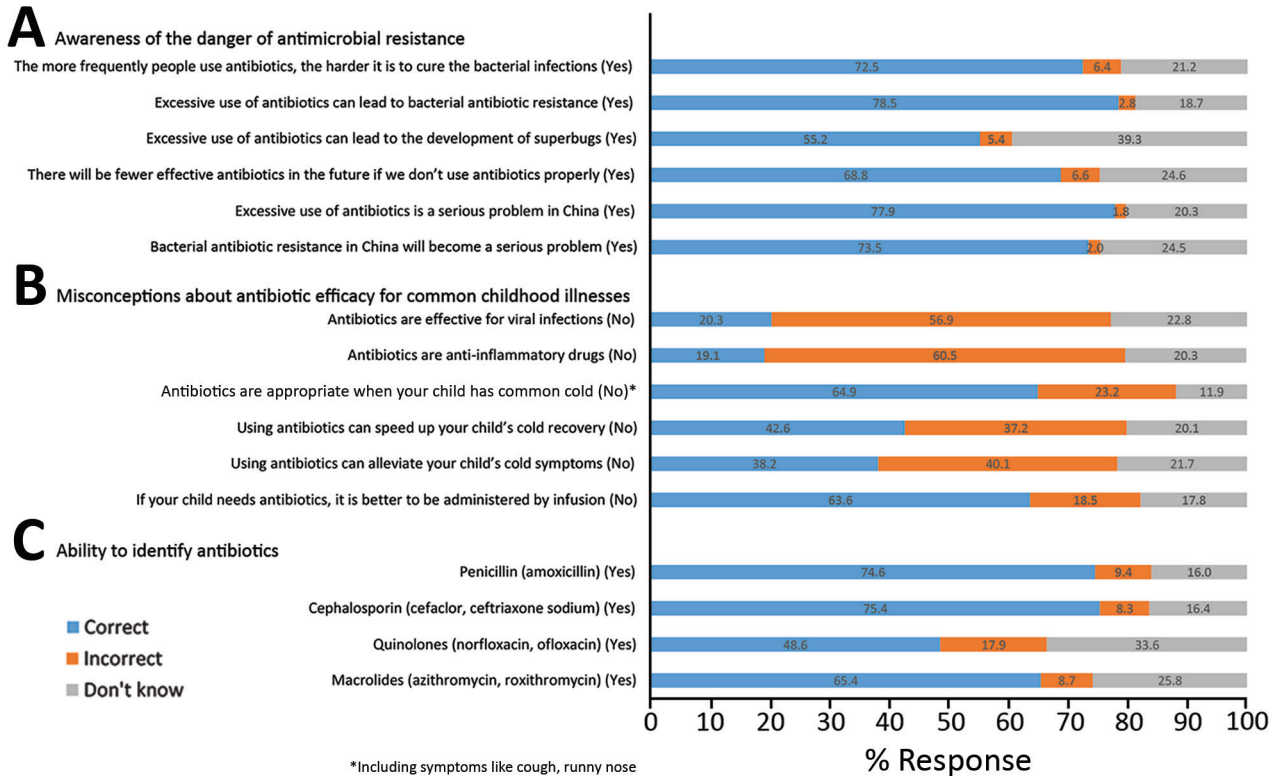 A Awareness of the danger of antimicrobial resistance
The more frequently people use antibiotics, the harder it is to cure the bacterial infections (Yes) 72.5 6.4 21.2
Excessive use of antibiotics can lead to bacterial antibiotic resistance (Yes) 78.5 2.8 18.7
Excessive use of antibiotics can lead to the development of superbugs (Yes) 55.2 5.4 39.3
There will be fewer effective antibiotics in the future if we don't use antibiotics properly (Yes) 68.8 6.6 24.6
Excessive use of antibiotics is a serious problem in China (Yes) 77.9 1.8 20.3
Bacterial antibiotic resistance in China will become a serious problem (Yes) 73.5 2.0 24.5
B Misconceptions about antibiotic efficacy for common childhood illnesses
Antibiotics are effective for viral infections (No) 20.3 56.9 22.8
Antibiotics are anti-inflammatory drugs (No) 19.1 60.5 20.3
Antibiotics are appropriate when your child has common cold (No)* 64.9 23.2 11.9
Using antibiotics can speed up your child's cold recovery (No) 42.6 37.2 20.1
Using antibiotics can alleviate your child's cold symptoms (No) 38.2 40.1 21.7
If your child needs antibiotics, it is better to be administered by infusion (No) 63.6 18.5 17.8
C Ability to identify antibiotics
Penicillin (amoxicillin) (Yes) 74.6 9.4 16.0
Cephalosporin (cefaclor, ceftriaxone sodium) (Yes) 75.4 8.3 16.4
Quinolones (norfloxacin, ofloxacin) (Yes) 48.6 17.9 33.6
Macrolides (azithromycin, roxithromycin) (Yes) 65.4 8.7 25.8
Correct
Incorrect
Don't know
0 10 20 30 40 50 60 70 80 90 100
% Response
*Including symptoms like cough, runny nose